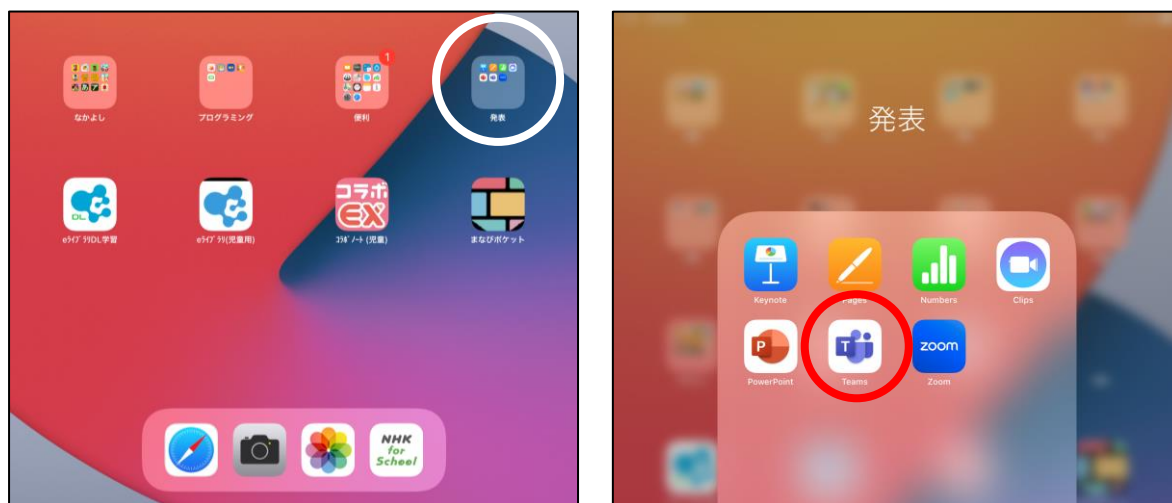 1
なかよし
プログラミング
便利
発表
DL
コラボ
EX
eﾗｲﾌﾞﾗﾘDL学習
eﾗｲﾌﾞﾗﾘ(児童用)
ｺﾗﾎﾞﾉｰﾄ (児童)
まなびポケット
NHK
for
School
発表
Keynote
Pages
Numbers
Clips
P
T
zoom
PowerPoint
Teams
Zoom